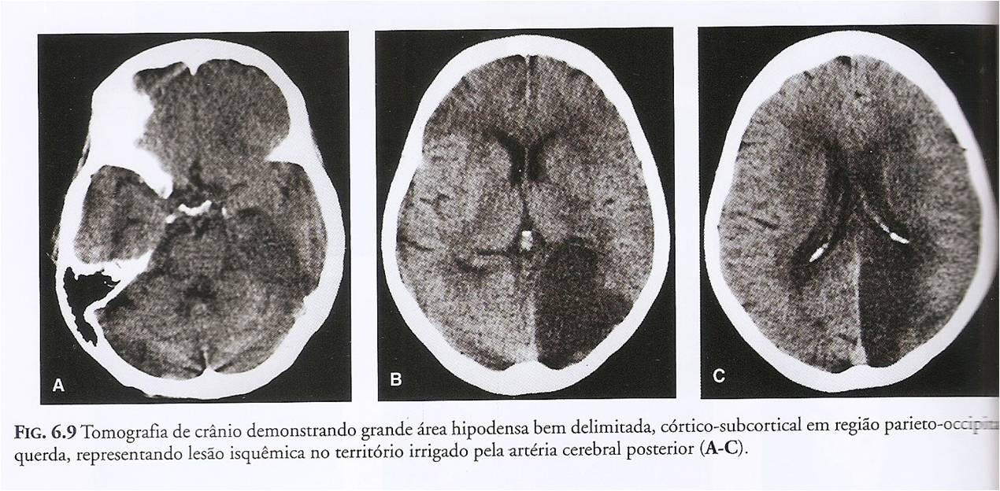 A
B
C
FIG. 6.9 Tomografia de crânio demonstrando grande área hipodensa bem delimitada, córtico-subcortical em região parieto-occipi
querda, representando lesão isquêmica no território irrigado pela artéria cerebral posterior (A-C).